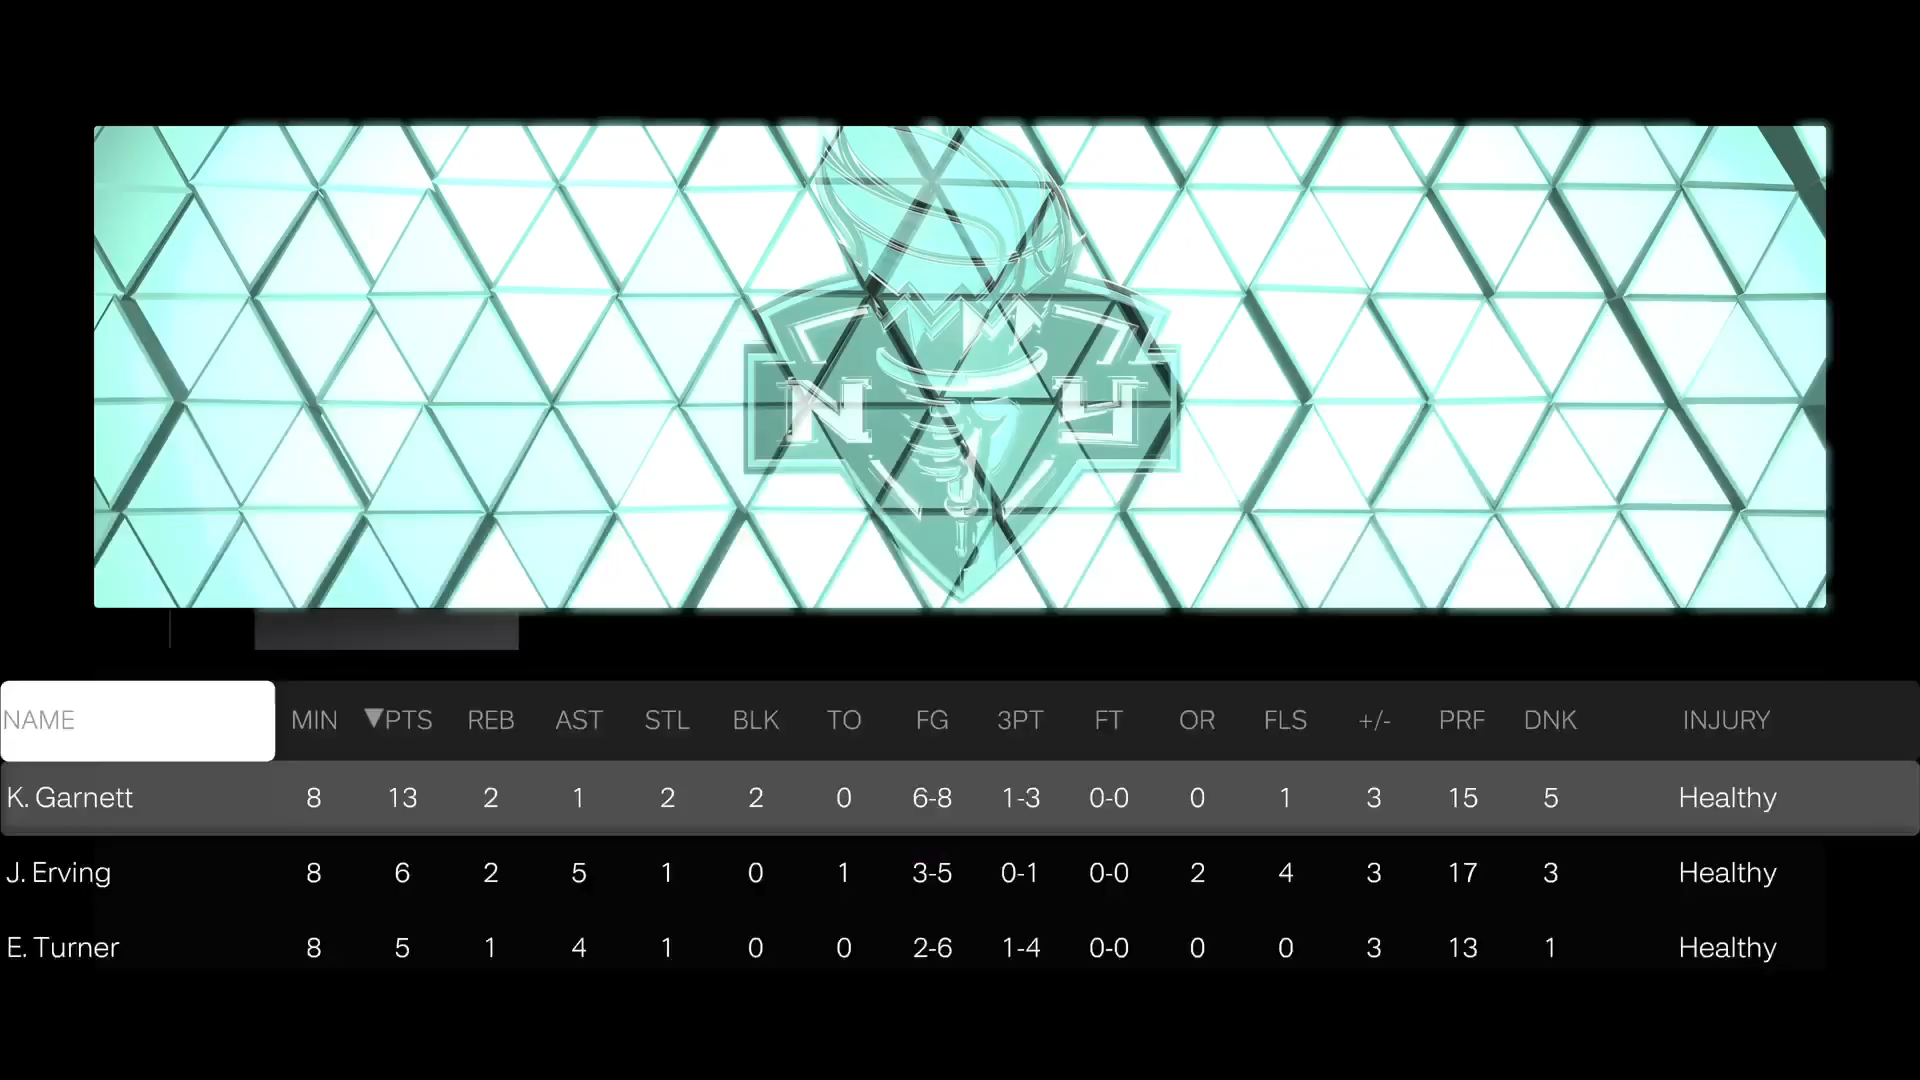 N Y
NAME MIN ▼PTS REB AST STL BLK TO FG 3PT FT OR FLS +/- PRF DNK INJURY
K. Garnett 8 13 2 1 2 2 0 6-8 1-3 0-0 0 1 3 15 5 Healthy
J. Erving 8 6 2 5 1 0 1 3-5 0-1 0-0 2 4 3 17 3 Healthy
E. Turner 8 5 1 4 1 0 0 2-6 1-4 0-0 0 0 3 13 1 Healthy